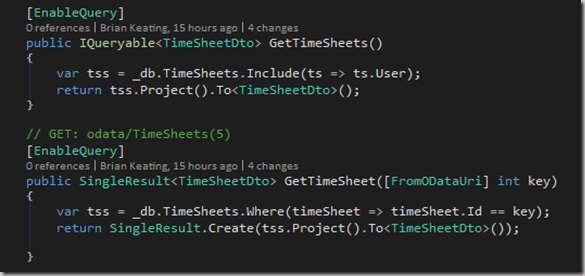 [EnableQuery]
0 references | Brian Keating, 15 hours ago | 4 changes
public IQueryable<TimeSheetDto> GetTimeSheets()
{
    var tss = _db.TimeSheets.Include(ts => ts.User);
    return tss.Project().To<TimeSheetDto>();
}
// GET: odata/TimeSheets(5)
[EnableQuery]
0 references | Brian Keating, 15 hours ago | 4 changes
public SingleResult<TimeSheetDto> GetTimeSheet([FromODataUri] int key)
{
    var tss = _db.TimeSheets.Where(timeSheet => timeSheet.Id == key);
    return SingleResult.Create(tss.Project().To<TimeSheetDto>());
}